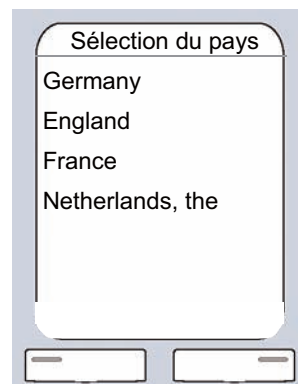 Sélection du pays
Germany
England
France
Netherlands, the